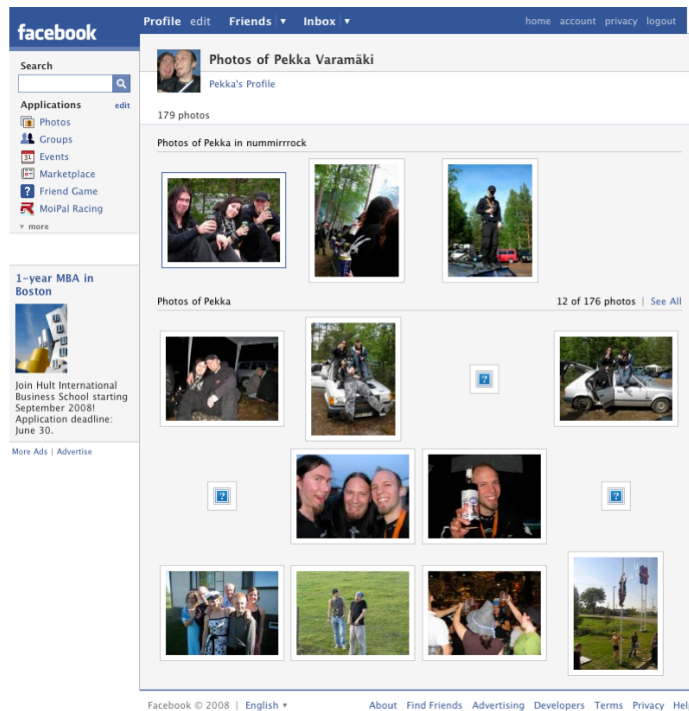 facebook
Profile edit Friends ▾ Inbox ▾ home account privacy logout
Search
Applications edit
Photos
Groups
31 Events
Marketplace
? Friend Game
MoiPal Racing
▾ more
1-year MBA in
Boston
Join Hult International
Business School starting
September 2008!
Application deadline:
June 30.
More Ads | Advertise
Photos of Pekka Varamäki
Pekka's Profile
179 photos
Photos of Pekka in nummirrrock
Photos of Pekka 12 of 176 photos | See All
?
? ?
Facebook © 2008 | English ▾ About Find Friends Advertising Developers Terms Privacy Hel